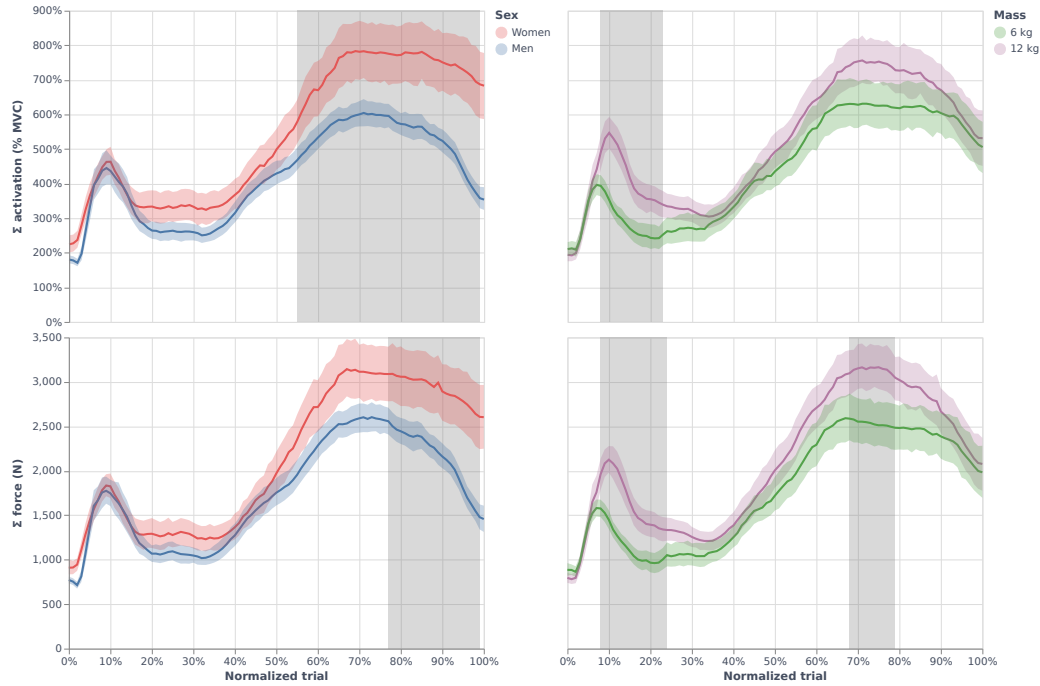 Σ activation (% MVC)
900%
800%
700%
600%
500%
400%
300%
200%
100%
0%
Sex
Women
Men
Mass
6 kg
12 kg
Σ force (N)
3,500
3,000
2,500
2,000
1,500
1,000
500
0
0% 10% 20% 30% 40% 50% 60% 70% 80% 90% 100%
Normalized trial
0% 10% 20% 30% 40% 50% 60% 70% 80% 90% 100%
Normalized trial